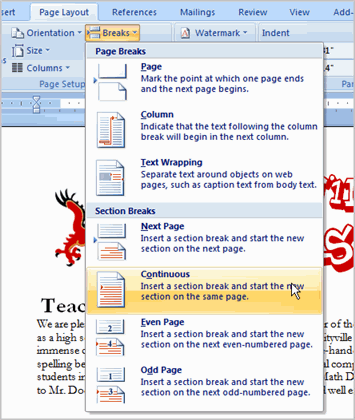 sert Page Layout References Mailings Review View Add-
Orientation Breaks Watermark Indent
Size
Columns
Page Setup
Page Breaks
Page
Mark the point at which one page ends
and the next page begins.
Column
Indicate that the text following the column
break will begin in the next column.
Text Wrapping
Separate text around objects on web
pages, such as caption text from body text.
Section Breaks
Next Page
Insert a section break and start the new
section on the next page.
Continuous
Insert a section break and start the new
section on the same page.
Even Page
Insert a section break and start the new
section on the next even-numbered page.
Odd Page
Insert a section break and start the new
section on the next odd-numbered page.
Teac
We are ple r of the
as a high s ityville
immense c -hand
spelling be al comp
students in Math D
to Mr. Do d well e